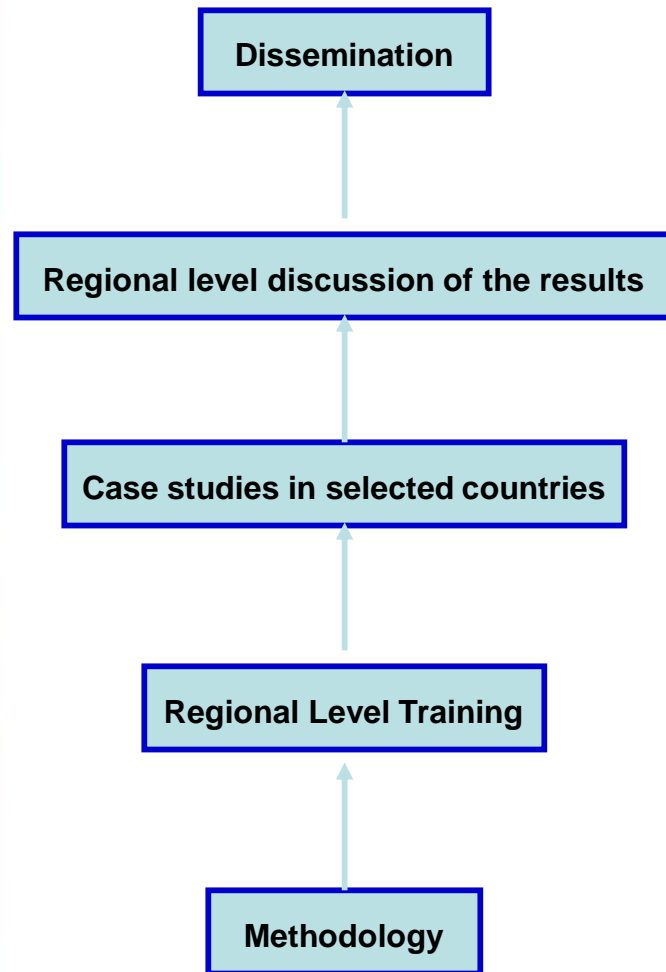 Dissemination
Regional level discussion of the results
Case studies in selected countries
Regional Level Training
Methodology